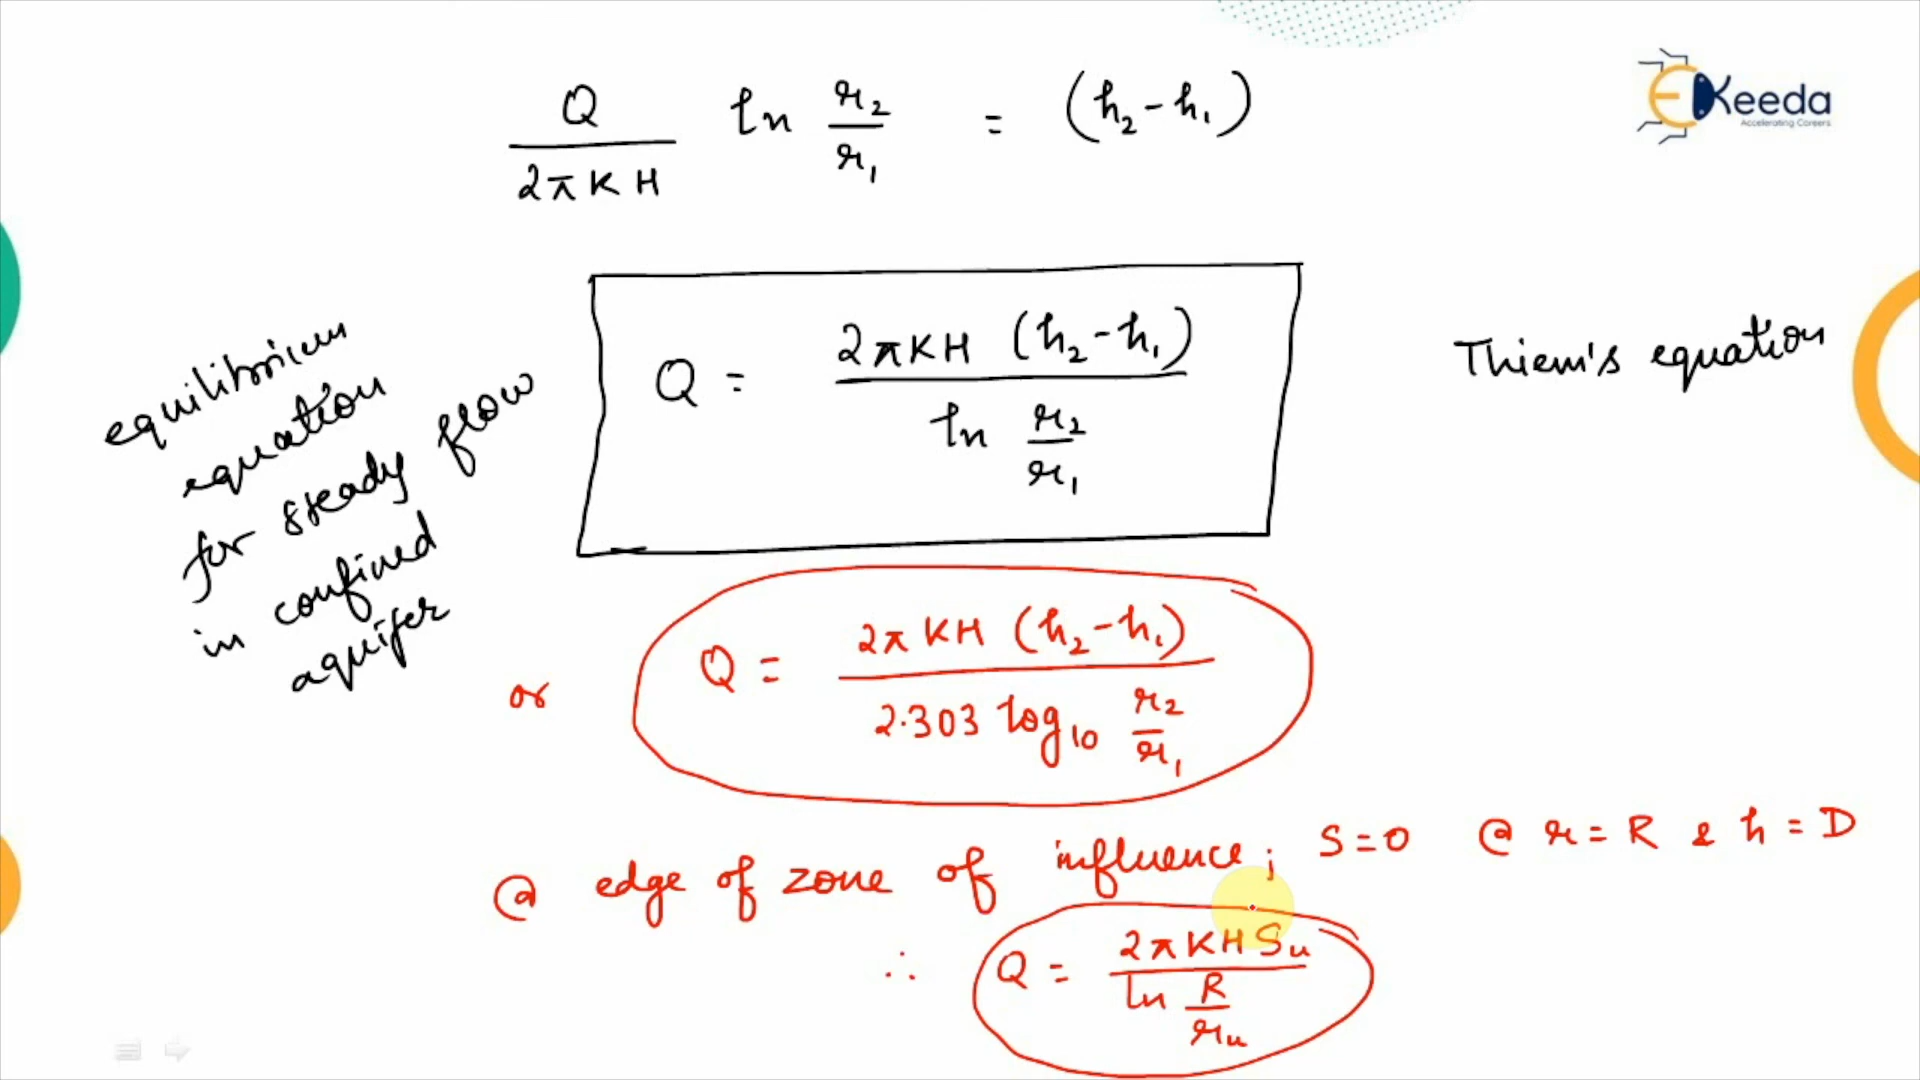 Q / 2πKH ln r₂/r₁ = (h₂-h₁)
EKeeda
Accelerating Careers
equilibrium
equation
for steady flow
in confined
aquifer
Q = 2πKH (h₂-h₁) / ln r₂/r₁
Thiem's equation
or
Q = 2πKH (h₂-h₁) / 2.303 log₁₀ r₂/r₁
@ edge of zone of influence; S=0 @ r=R & h=D
∴ Q = 2πKHSᵤ / ln R/rᵤ